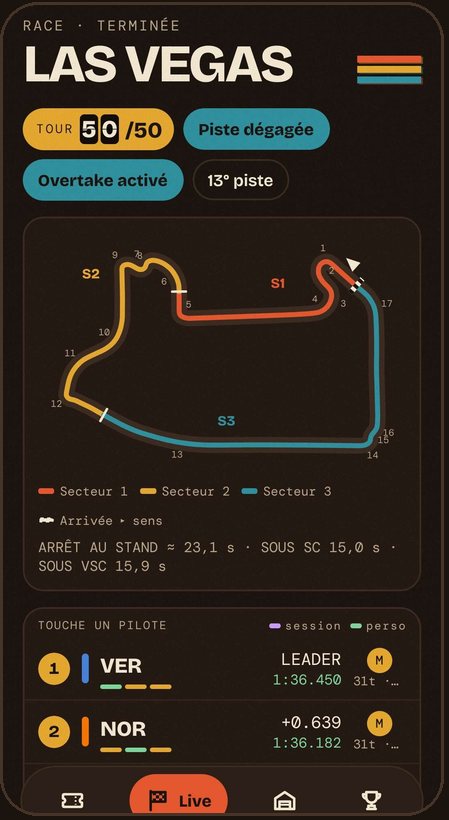 RACE · TERMINÉE
LAS VEGAS
TOUR 50 /50
Piste dégagée
Overtake activé
13° piste
1
2
3
4
5
6
7
8
9
10
11
12
13
14
15
16
17
S1
S2
S3
Secteur 1 Secteur 2 Secteur 3
Arrivée ▸ sens
ARRÊT AU STAND ≈ 23,1 s · SOUS SC 15,0 s ·
SOUS VSC 15,9 s
TOUCHE UN PILOTE session perso
1 VER LEADER M
1:36.450 31t ·…
2 NOR +0.639 M
1:36.182 31t ·…
Live